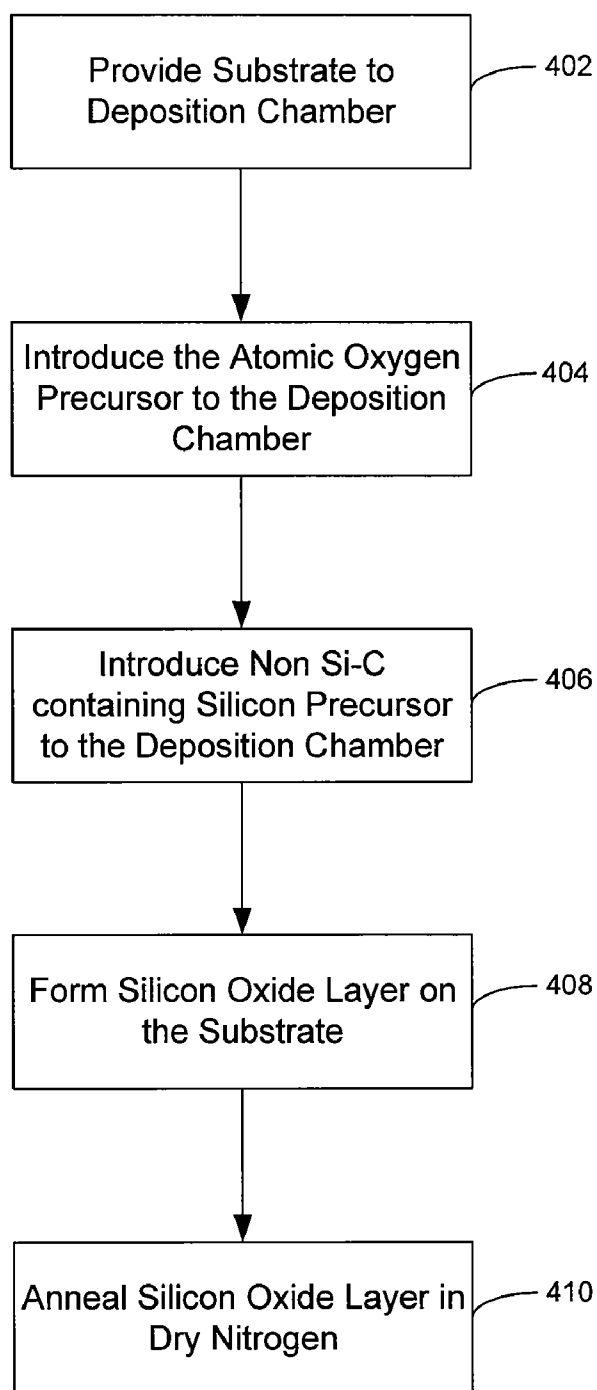 Provide Substrate to
Deposition Chamber
402
Introduce the Atomic Oxygen
Precursor to the Deposition
Chamber
404
Introduce Non Si-C
containing Silicon Precursor
to the Deposition Chamber
406
Form Silicon Oxide Layer on
the Substrate
408
Anneal Silicon Oxide Layer in
Dry Nitrogen
410